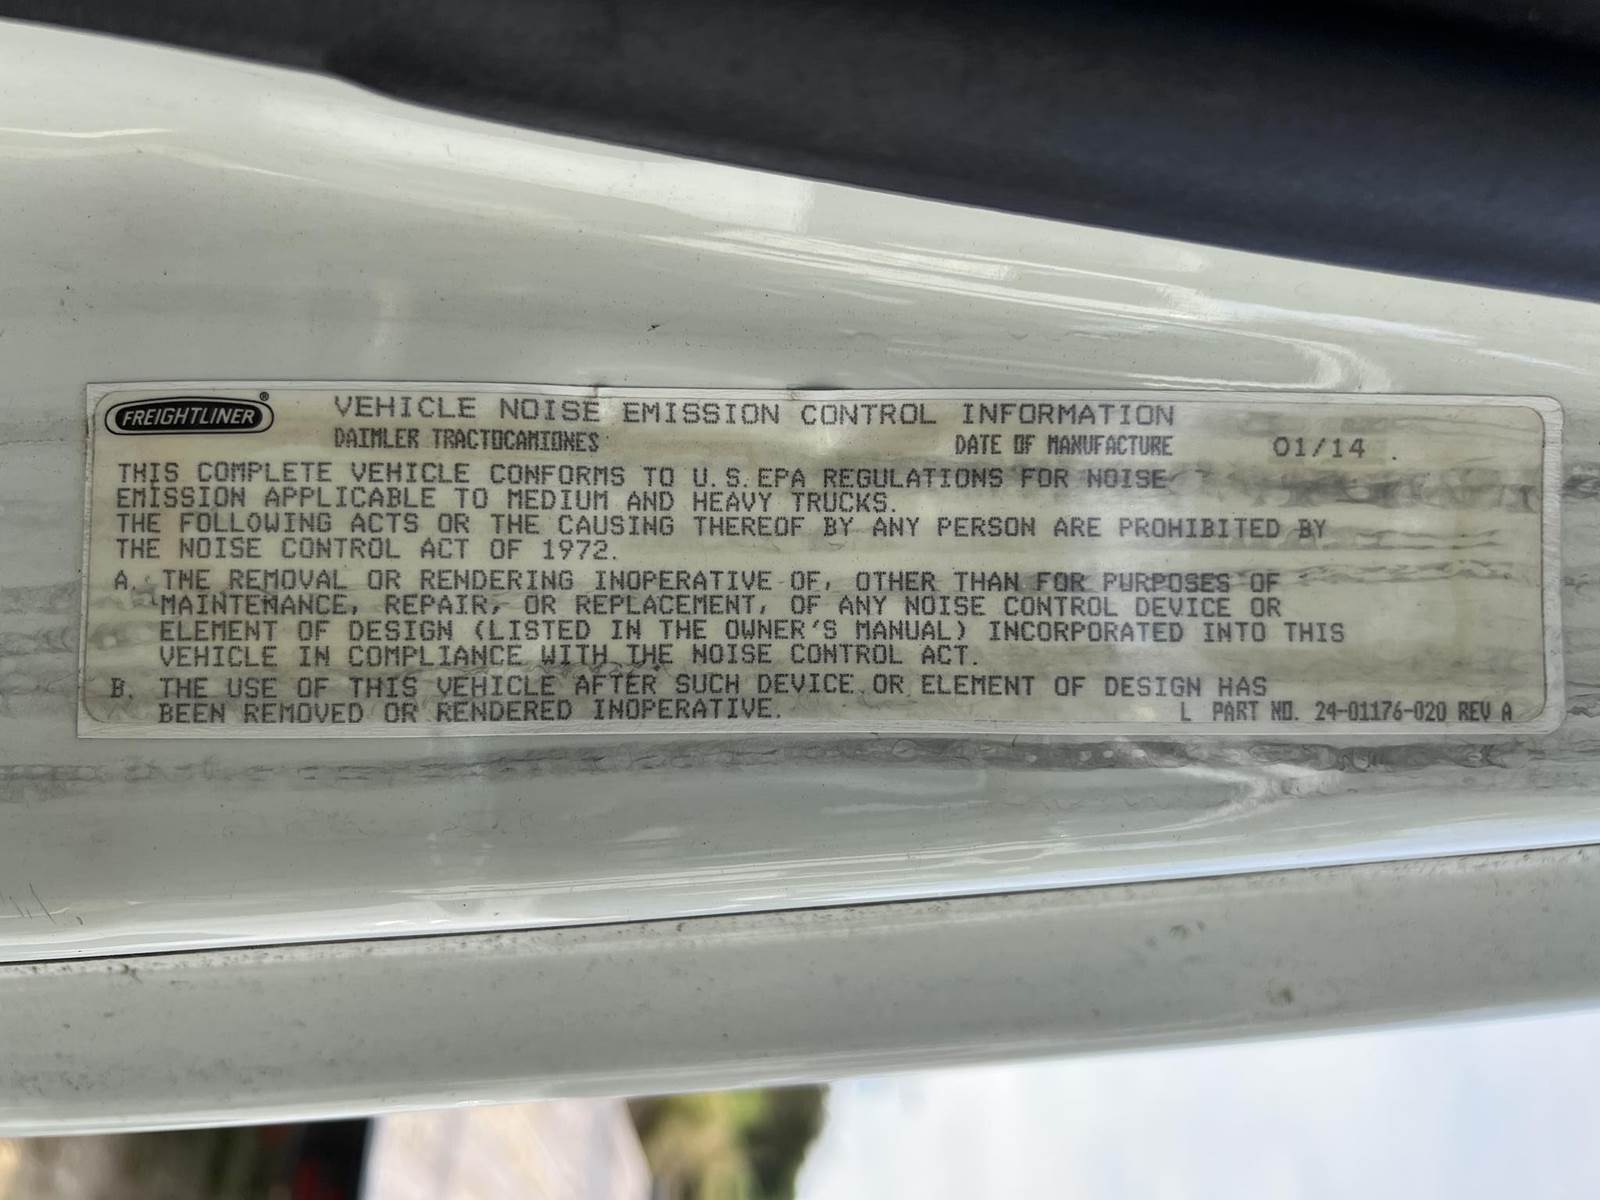 FREIGHTLINER®
VEHICLE NOISE EMISSION CONTROL INFORMATION
DAIMLER TRACTOCAMIONES DATE OF MANUFACTURE 01/14 .
THIS COMPLETE VEHICLE CONFORMS TO U.S.EPA REGULATIONS FOR NOISE
EMISSION APPLICABLE TO MEDIUM AND HEAVY TRUCKS.
THE FOLLOWING ACTS OR THE CAUSING THEREOF BY ANY PERSON ARE PROHIBITED BY
THE NOISE CONTROL ACT OF 1972.
A. THE REMOVAL OR RENDERING INOPERATIVE OF, OTHER THAN FOR PURPOSES OF
MAINTENANCE, REPAIR, OR REPLACEMENT, OF ANY NOISE CONTROL DEVICE OR
ELEMENT OF DESIGN (LISTED IN THE OWNER'S MANUAL) INCORPORATED INTO THIS
VEHICLE IN COMPLIANCE WITH THE NOISE CONTROL ACT.
B. THE USE OF THIS VEHICLE AFTER SUCH DEVICE OR ELEMENT OF DESIGN HAS
BEEN REMOVED OR RENDERED INOPERATIVE.
L PART NO. 24-01176-020 REV A